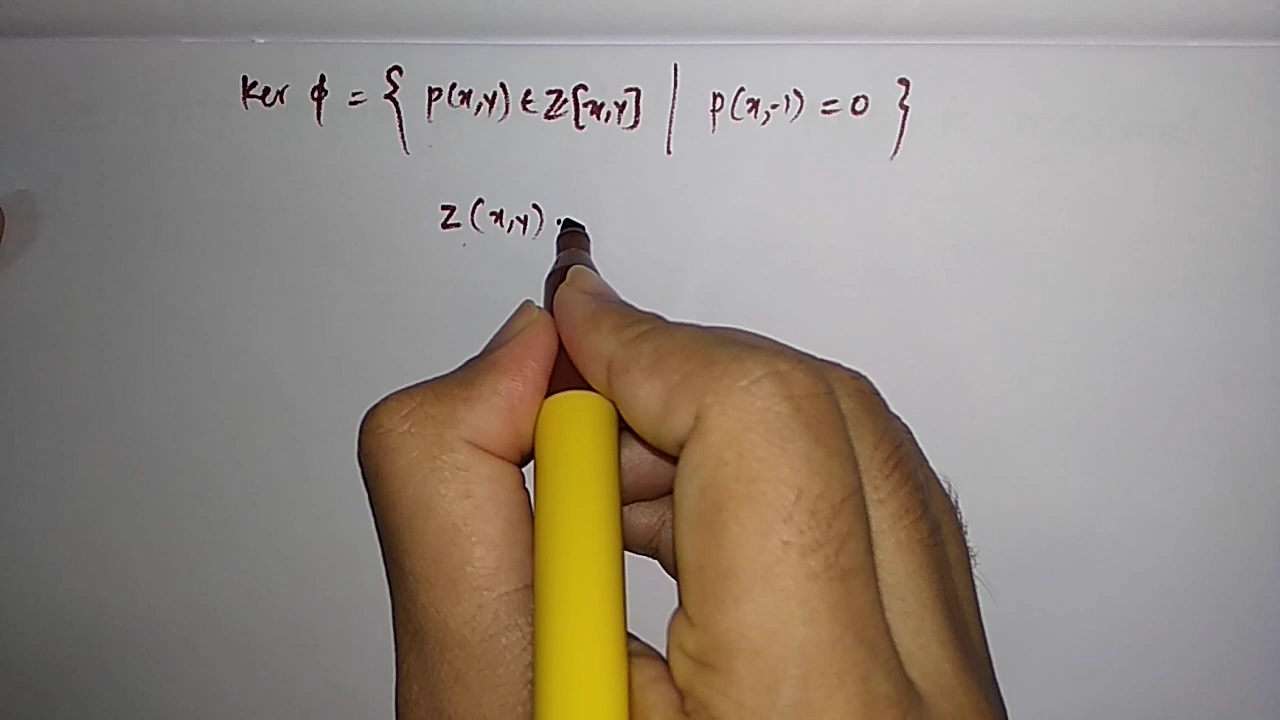 Ker ϕ = { p(x,y) ∈ ℤ[x,y] | p(x,-1) = 0 }
Z(x,y)